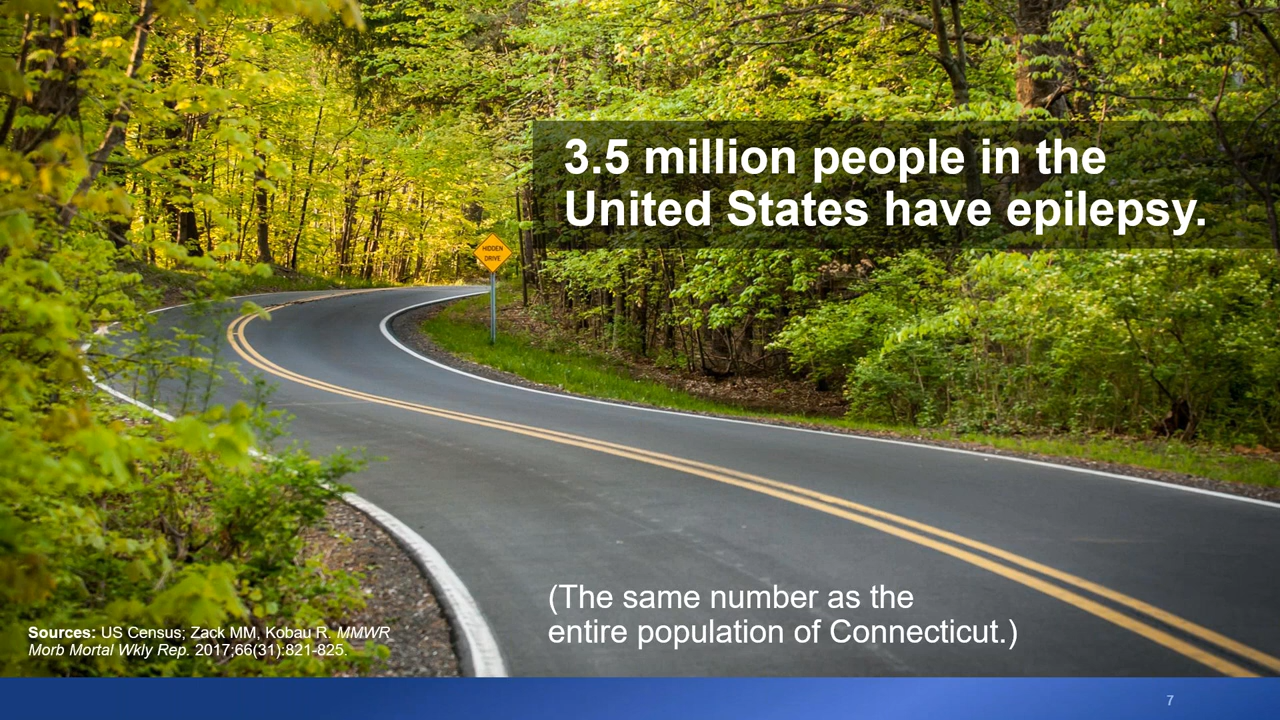 3.5 million people in the
United States have epilepsy.
HIDDEN
DRIVE
(The same number as the
entire population of Connecticut.)
Sources: US Census; Zack MM, Kobau R. MMWR
Morb Mortal Wkly Rep. 2017;66(31):821-825.
7